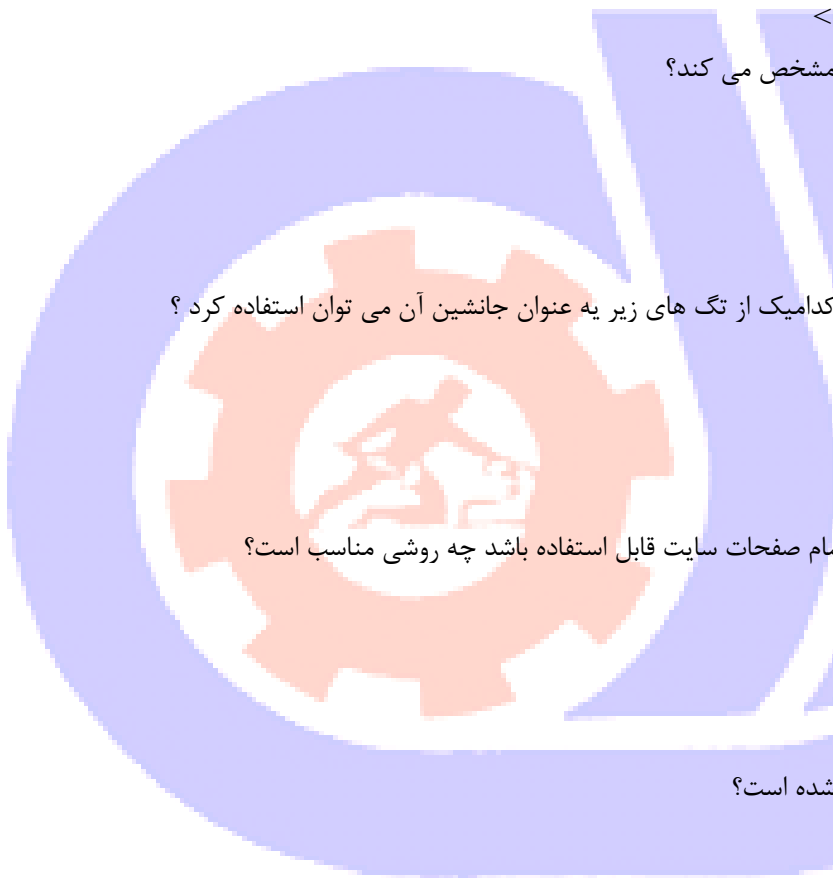 >
مشخص می کند؟
کدامیک از تگ های زیر یه عنوان جانشین آن می توان استفاده کرد ؟
مام صفحات سایت قابل استفاده باشد چه روشی مناسب است؟
شده است؟